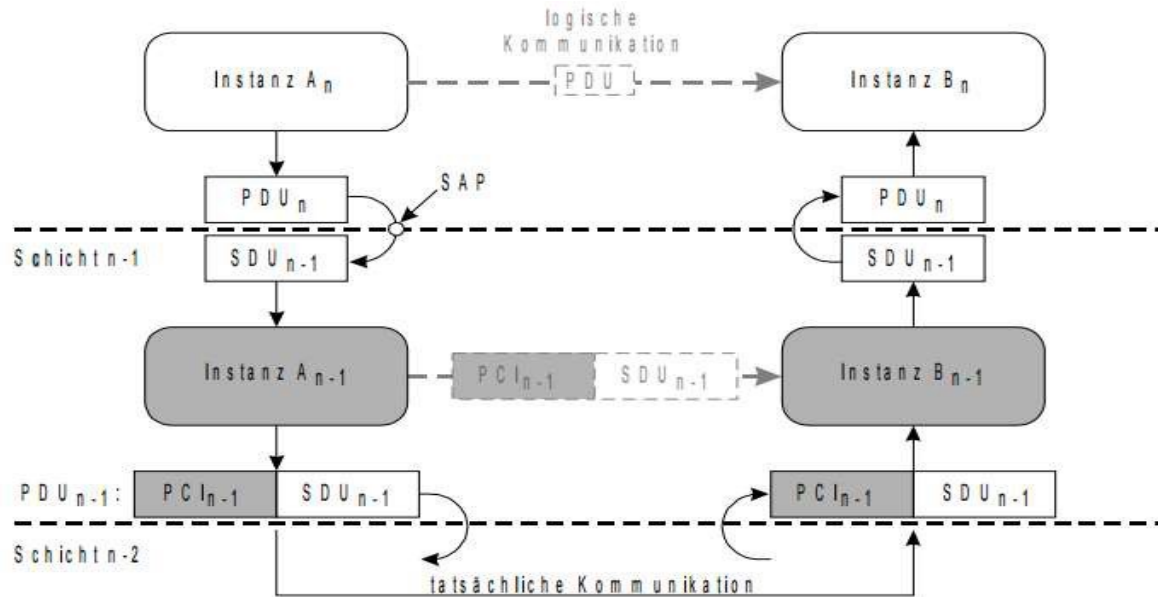 logische
Kommunikation
Instanz Aₙ
PDU
Instanz Bₙ
PDUₙ
SAP
PDUₙ
Schicht n-1
SDUₙ₋₁
SDUₙ₋₁
Instanz Aₙ₋₁
PCIₙ₋₁
SDUₙ₋₁
Instanz Bₙ₋₁
PDUₙ₋₁:
PCIₙ₋₁
SDUₙ₋₁
PCIₙ₋₁
SDUₙ₋₁
Schicht n-2
tatsächliche Kommunikation